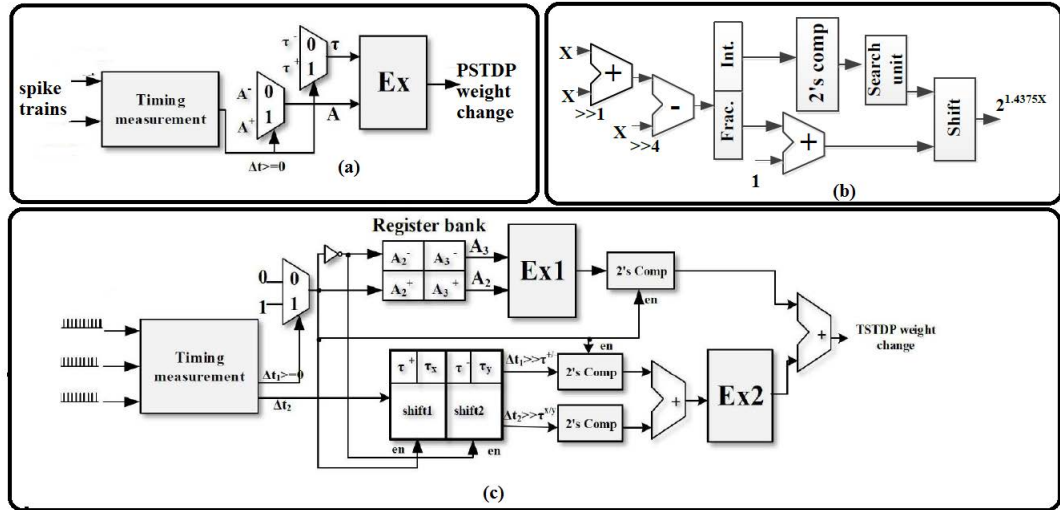 spike
trains
Timing
measurement
A⁻
A⁺
0
1
Δt>=0
τ⁻
τ⁺
0
1
τ
A
Ex
PSTDP
weight
change
(a)
X
X
>>1
+
X
>>4
-
Int.
Frac.
2's comp
Search
unit
+
1
Shift
2^1.4375X
(b)
Register bank
0
1
0
1
A₂⁻ A₃⁻
A₂⁺ A₃⁺
A₃
A₂
Ex1
2's Comp
en
Timing
measurement
Δt₁>=0
Δt₂
τ⁺ τₓ τ⁻ τᵧ
shift1 shift2
en
en
Δt₁>>τ⁺ᐟ⁻
Δt₂>>τˣᐟʸ
en
2's Comp
2's Comp
+
Ex2
+
TSTDP weight
change
(c)